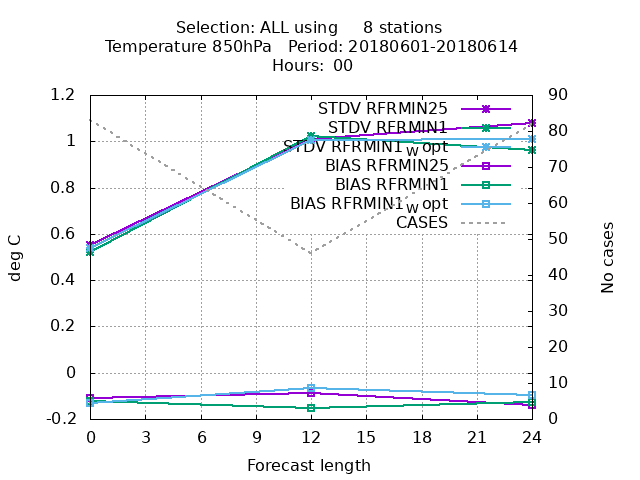 Selection: ALL using     8 stations
Temperature 850hPa   Period: 20180601-20180614
Hours:  00
1.2
1
0.8
0.6
0.4
0.2
0
-0.2
deg C
90
80
70
60
50
40
30
20
10
0
No cases
STDV RFRMIN25
STDV RFRMIN1
STDV RFRMIN1_w opt
BIAS RFRMIN25
BIAS RFRMIN1
BIAS RFRMIN1_w opt
CASES
0 3 6 9 12 15 18 21 24
Forecast length